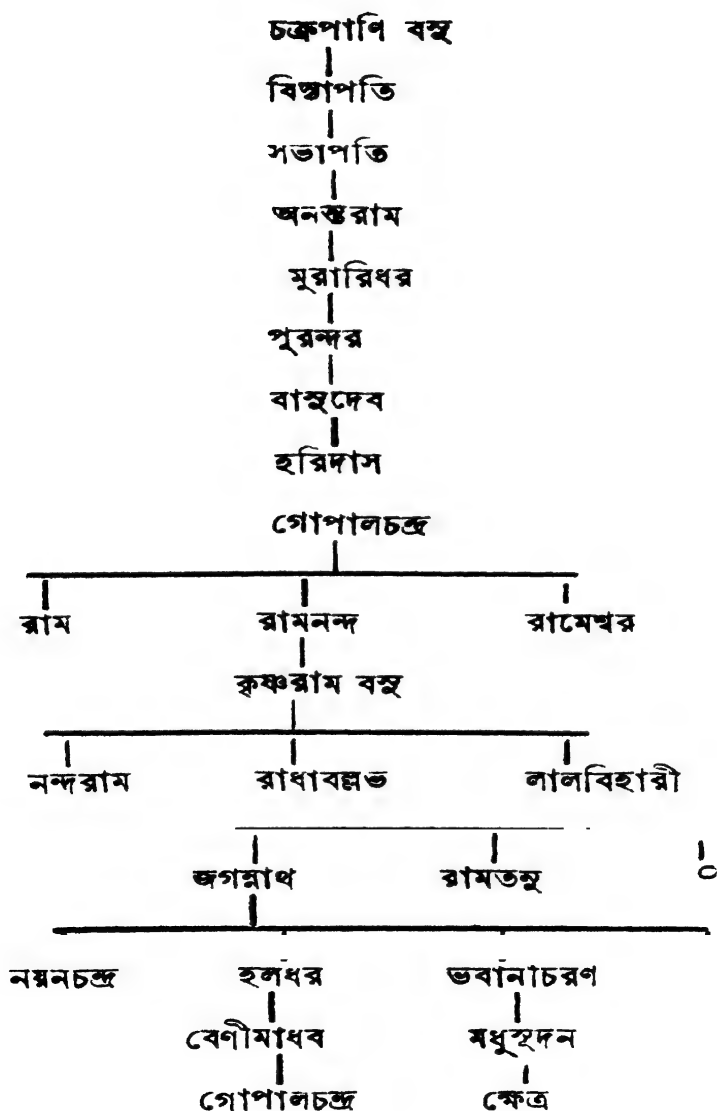 চক্রপাণি বসু
বিদ্যাপতি
সভাপতি
অনন্তরাম
মুরারিধর
পুরন্দর
বাসুদেব
হরিদাস
গোপালচন্দ্র
রাম রামনন্দ রামেশ্বর
কৃষ্ণরাম বসু
নন্দরাম রাধাবল্লভ লালবিহারী
জগন্নাথ রামতনু ০
নয়নচন্দ্র হলধর ভবানাচরণ
বেণীমাধব মধুসূদন
গোপালচন্দ্র ক্ষেত্র